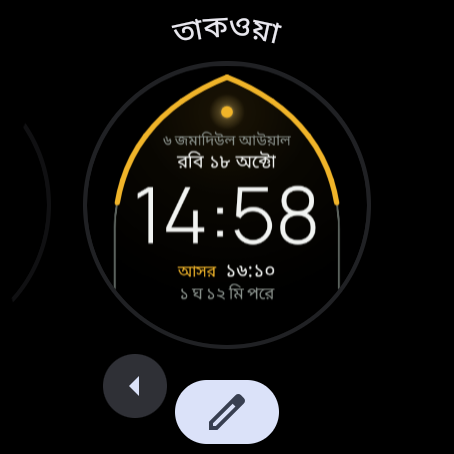 তাকওয়া
৬ জমাদিউল আউয়াল
রবি ১৮ অক্টো
14:58
আসর ১৬:১০
১ ঘ ১২ মি পরে